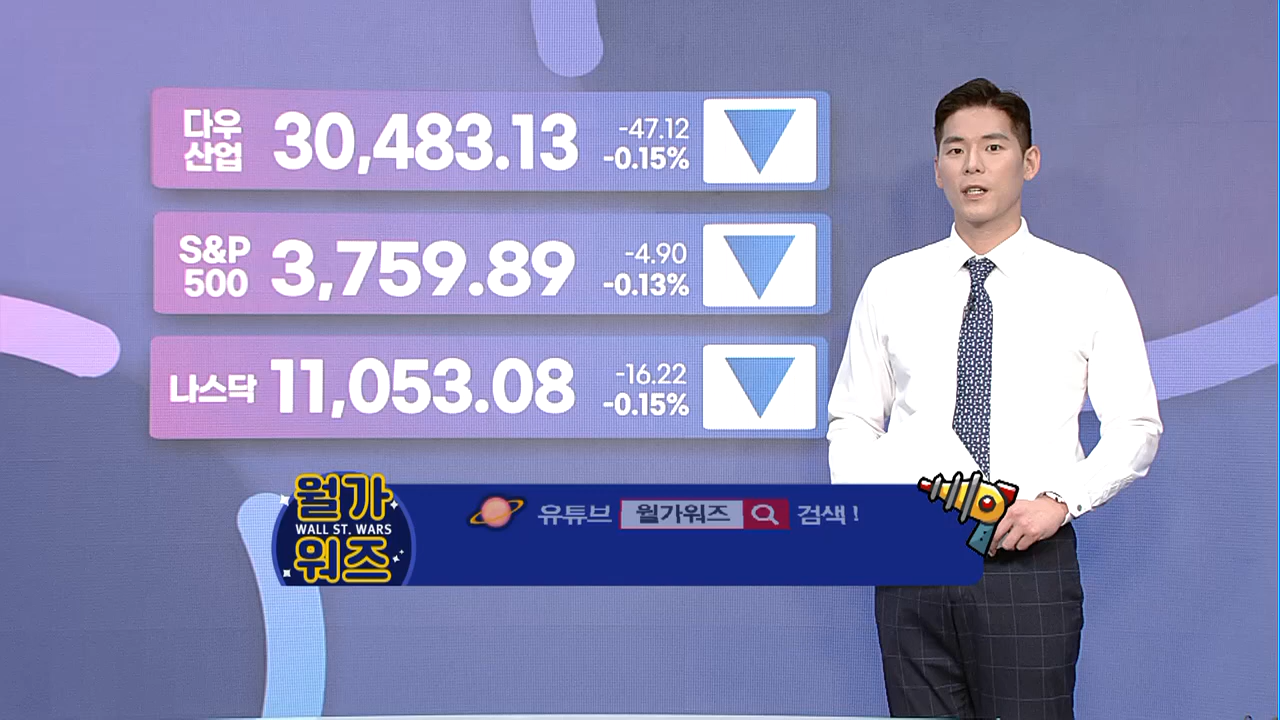 다우
산업
30,483.13
-47.12
-0.15%
S&P
500
3,759.89
-4.90
-0.13%
나스닥
11,053.08
-16.22
-0.15%
월가
WALL ST. WARS
워즈
유튜브 월가워즈 검색!